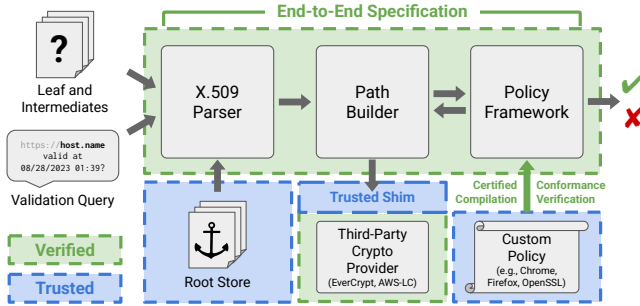 End-to-End Specification
?
Leaf and
Intermediates
https://host.name
valid at
08/28/2023 01:39?
Validation Query
X.509
Parser
Path
Builder
Policy
Framework
Certified
Compilation
Conformance
Verification
Root Store
Trusted Shim
Third-Party
Crypto
Provider
(EverCrypt, AWS-LC)
Custom
Policy
(e.g., Chrome,
Firefox, OpenSSL)
Verified
Trusted